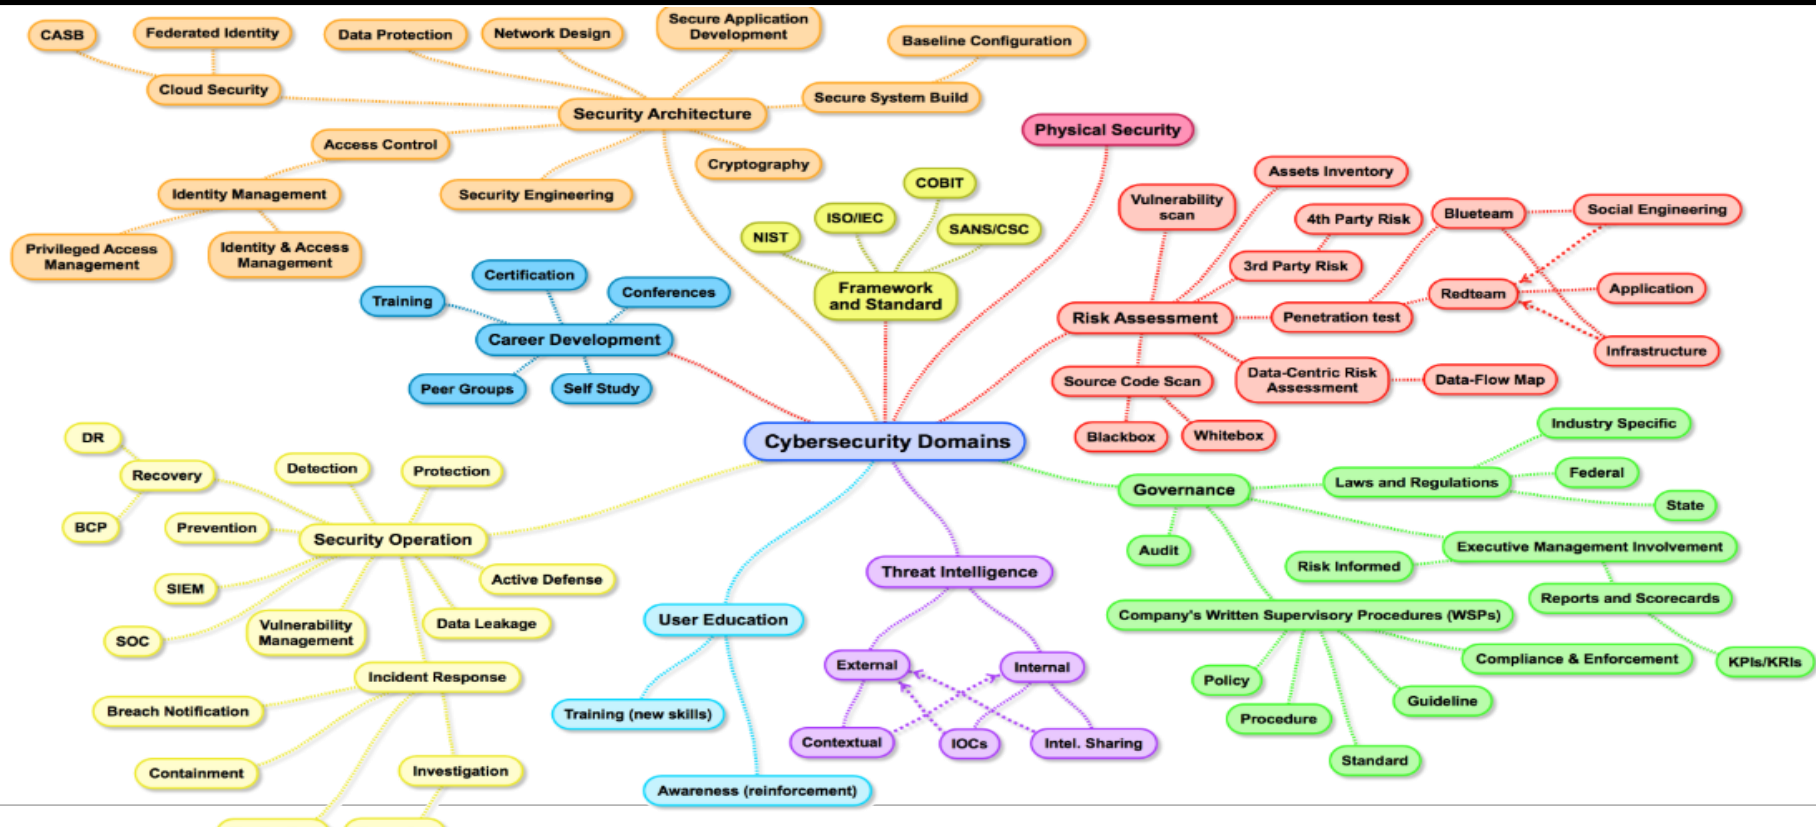 CASB
Federated Identity
Data Protection
Network Design
Secure Application
Development
Baseline Configuration
Cloud Security
Secure System Build
Security Architecture
Access Control
Cryptography
Identity Management
Security Engineering
Privileged Access
Management
Identity & Access
Management
Physical Security
COBIT
ISO/IEC
NIST
SANS/CSC
Framework
and Standard
Certification
Training
Conferences
Career Development
Peer Groups
Self Study
Assets Inventory
Vulnerability
scan
4th Party Risk
Blueteam
Social Engineering
3rd Party Risk
Redteam
Application
Risk Assessment
Penetration test
Infrastructure
Source Code Scan
Data-Centric Risk
Assessment
Data-Flow Map
Blackbox
Whitebox
Cybersecurity Domains
DR
Recovery
Detection
Protection
BCP
Prevention
Security Operation
SIEM
Active Defense
SOC
Vulnerability
Management
Data Leakage
Incident Response
Breach Notification
Containment
Investigation
User Education
Training (new skills)
Awareness (reinforcement)
Threat Intelligence
External
Internal
Contextual
IOCs
Intel. Sharing
Industry Specific
Governance
Laws and Regulations
Federal
State
Audit
Executive Management Involvement
Risk Informed
Reports and Scorecards
Company's Written Supervisory Procedures (WSPs)
Compliance & Enforcement
KPIs/KRIs
Policy
Procedure
Guideline
Standard